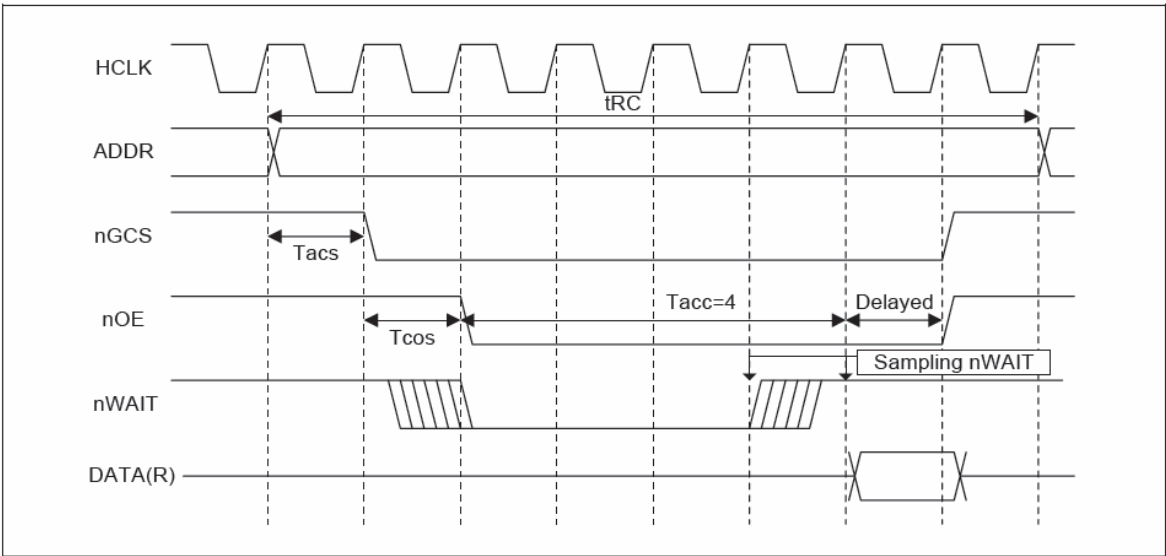 HCLK
tRC
ADDR
nGCS
Tacs
nOE
Tcos
Tacc=4
Delayed
Sampling nWAIT
nWAIT
DATA(R)